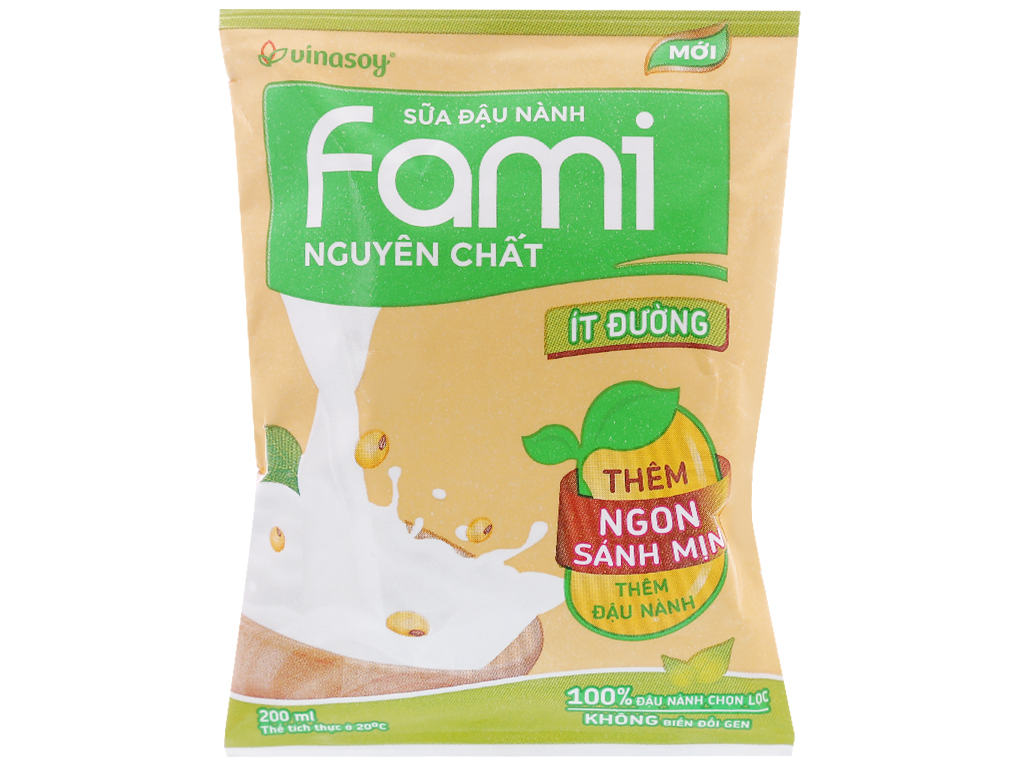 vinasoy®
MỚI
SỮA ĐẬU NÀNH
fami
NGUYÊN CHẤT
ÍT ĐƯỜNG
THÊM
NGON
SÁNH MỊN
THÊM
ĐẬU NÀNH
100% ĐẬU NÀNH CHỌN LỌC
KHÔNG BIẾN ĐỔI GEN
200 ml
Thể tích thực ở 20°C